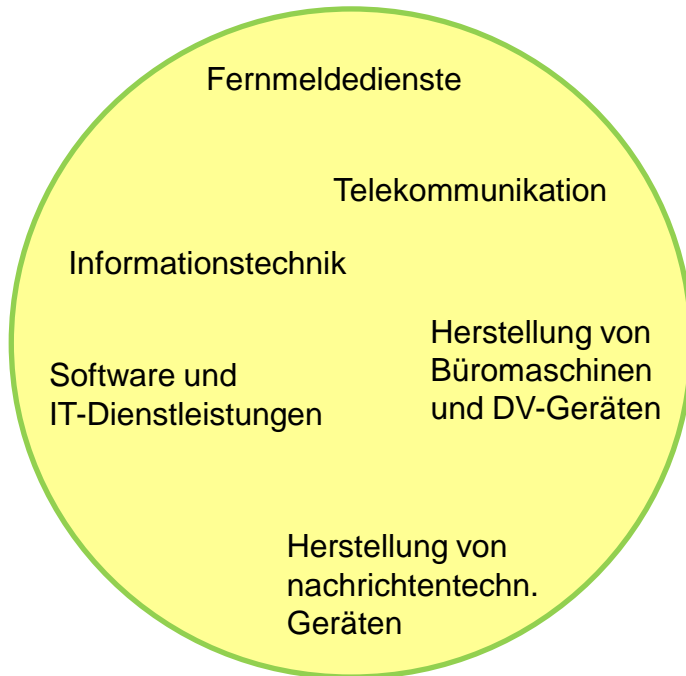 Fernmeldedienste
Telekommunikation
Informationstechnik
Herstellung von
Büromaschinen
und DV-Geräten
Software und
IT-Dienstleistungen
Herstellung von
nachrichtentechn.
Geräten